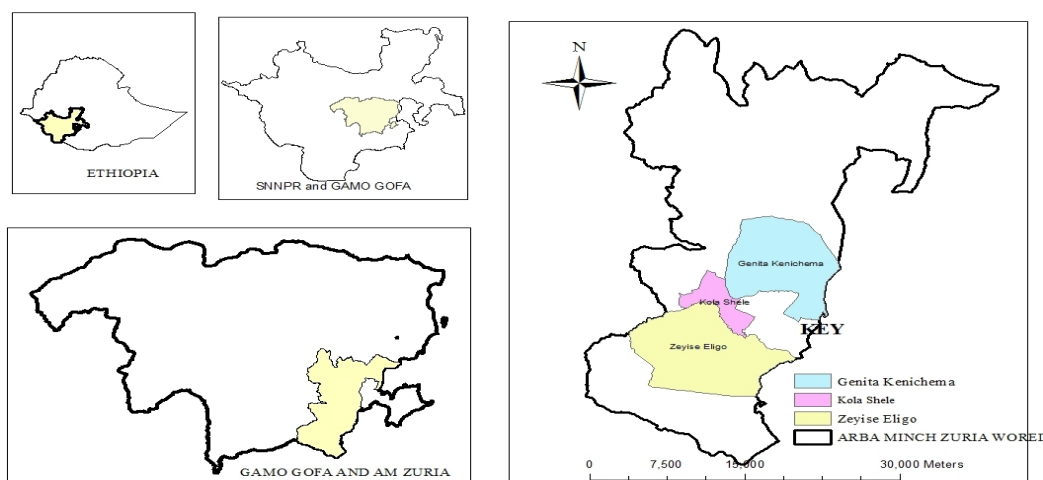 ETHIOPIA
SNNPR and GAMO GOFA
GAMO GOFA AND AM ZURIA
N
Genita Kenichema
Kola Shele
Zeyise Eligo
KEY
Genita Kenichema
Kola Shele
Zeyise Eligo
ARBA MINCH ZURIA WORED
0 7,500 15,000 30,000 Meters